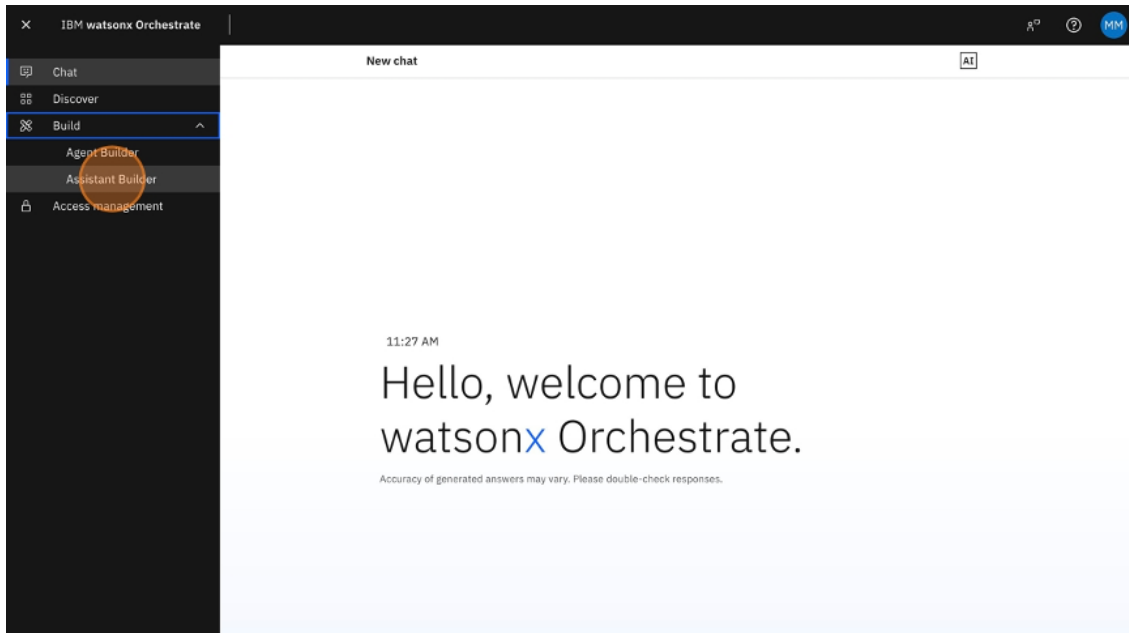 IBM watsonx Orchestrate
MM
Chat
New chat
AI
Discover
Build
Agent Builder
Assistant Builder
Access management
11:27 AM
Hello, welcome to
watsonx Orchestrate.
Accuracy of generated answers may vary. Please double-check responses.